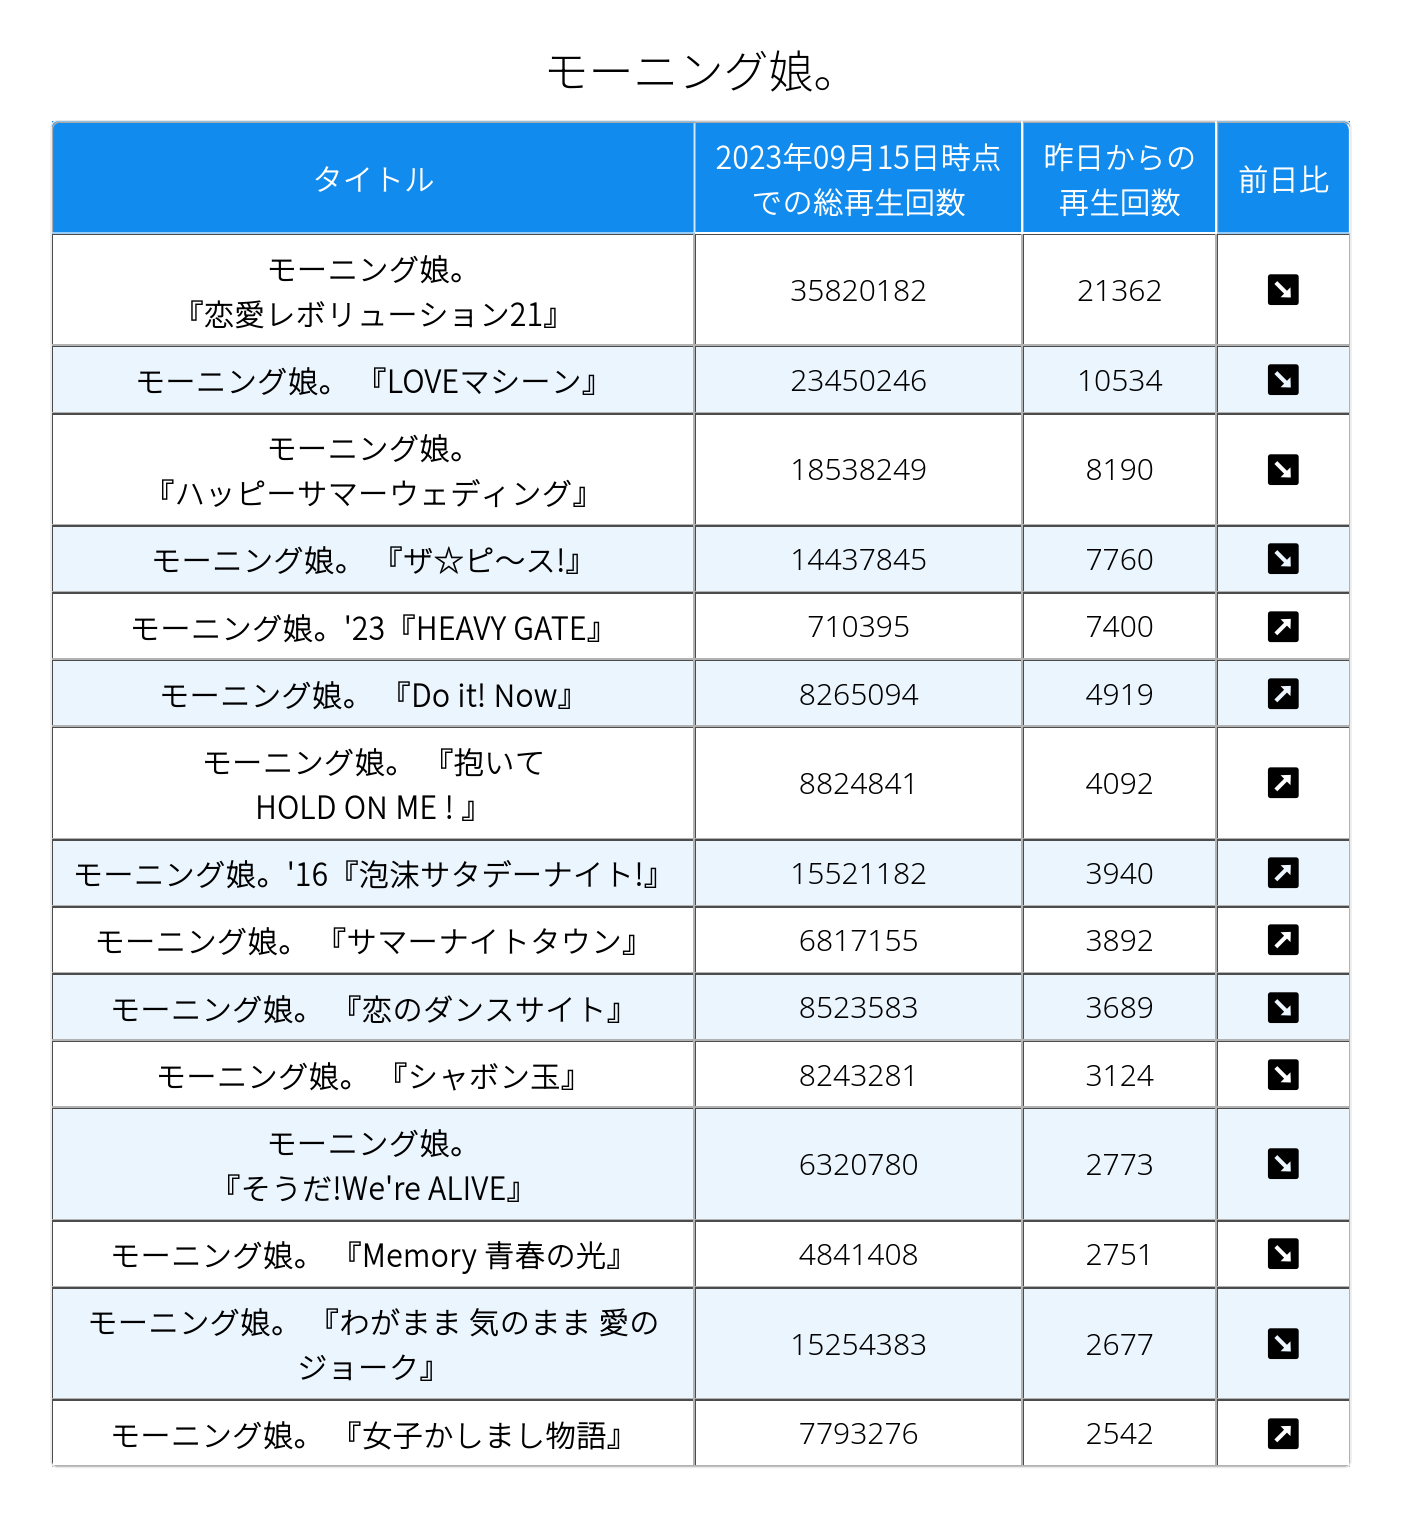 モーニング娘。
タイトル
2023年09月15日時点
での総再生回数
昨日からの
再生回数
前日比
モーニング娘。
『恋愛レボリューション21』
35820182
21362
モーニング娘。 『LOVEマシーン』
23450246
10534
モーニング娘。
『ハッピーサマーウェディング』
18538249
8190
モーニング娘。 『ザ☆ピ〜ス!』
14437845
7760
モーニング娘。'23『HEAVY GATE』
710395
7400
モーニング娘。 『Do it! Now』
8265094
4919
モーニング娘。 『抱いて
HOLD ON ME ! 』
8824841
4092
モーニング娘。'16『泡沫サタデーナイト!』
15521182
3940
モーニング娘。 『サマーナイトタウン』
6817155
3892
モーニング娘。 『恋のダンスサイト』
8523583
3689
モーニング娘。 『シャボン玉』
8243281
3124
モーニング娘。
『そうだ!We're ALIVE』
6320780
2773
モーニング娘。 『Memory 青春の光』
4841408
2751
モーニング娘。 『わがまま 気のまま 愛の
ジョーク』
15254383
2677
モーニング娘。 『女子かしまし物語』
7793276
2542